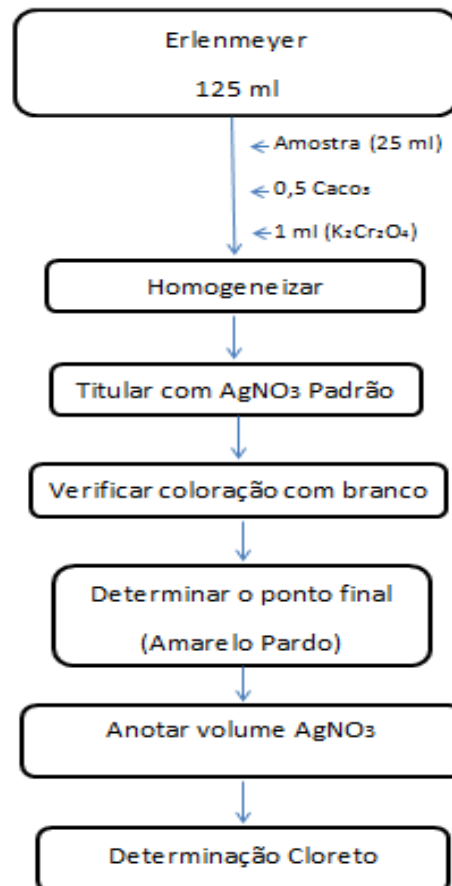 Erlenmeyer
125 ml
Amostra (25 ml)
0,5 Caco₃
1 ml (K₂Cr₂O₄)
Homogeneizar
Titular com AgNO₃ Padrão
Verificar coloração com branco
Determinar o ponto final
(Amarelo Pardo)
Anotar volume AgNO₃
Determinação Cloreto